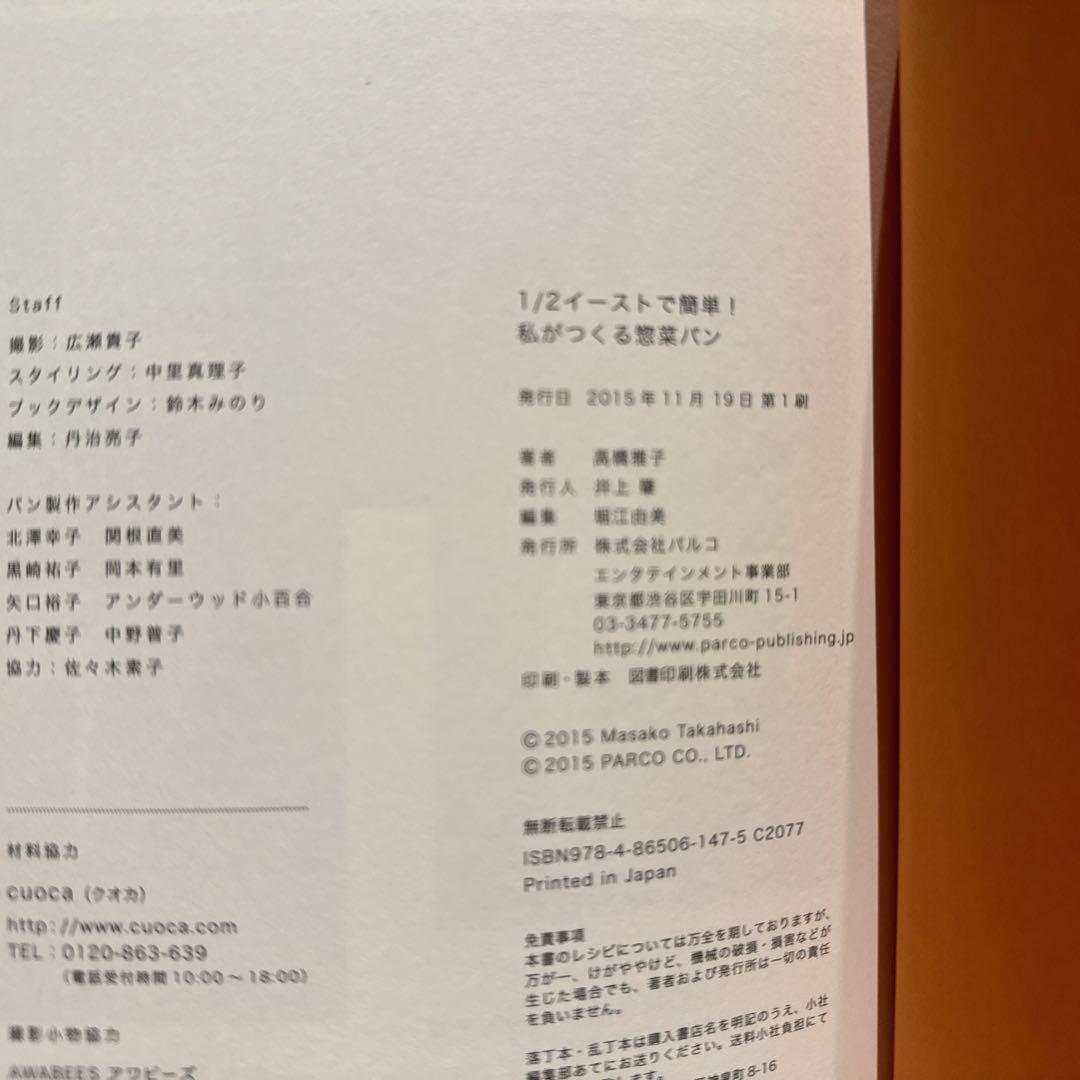 Staff
撮影：広瀬貴子
スタイリング：中里真理子
ブックデザイン：鈴木みのり
編集：丹治亮子
パン製作アシスタント：
北澤幸子　関根直美
黒崎祐子　岡本有里
矢口裕子　アンダーウッド小百合
丹下慶子　中野普子
協力：佐々木素子
材料協力
cuoca（クオカ）
http://www.cuoca.com
TEL：0120-863-639
（電話受付時間 10:00～18:00）
撮影小物協力
AWABEES アワビーズ
1/2イーストで簡単！
私がつくる惣菜パン
発行日　2015年11月19日 第1刷
著者　高橋雅子
発行人　井上 肇
編集　堀江由美
発行所　株式会社パルコ
エンタテインメント事業部
東京都渋谷区宇田川町15-1
03-3477-5755
http://www.parco-publishing.jp
印刷・製本　図書印刷株式会社
©2015 Masako Takahashi
©2015 PARCO CO., LTD.
無断転載禁止
ISBN978-4-86506-147-5 C2077
Printed in Japan
免責事項
本書のレシピについては万全を期しておりますが、
万が一、けがややけど、機械の破損・損害などが
生じた場合でも、著者および発行所は一切の責任
を負いません。
落丁本・乱丁本は購入書店名を明記のうえ、小社
編集部あてにお送りください。送料小社負担にて
町8-16